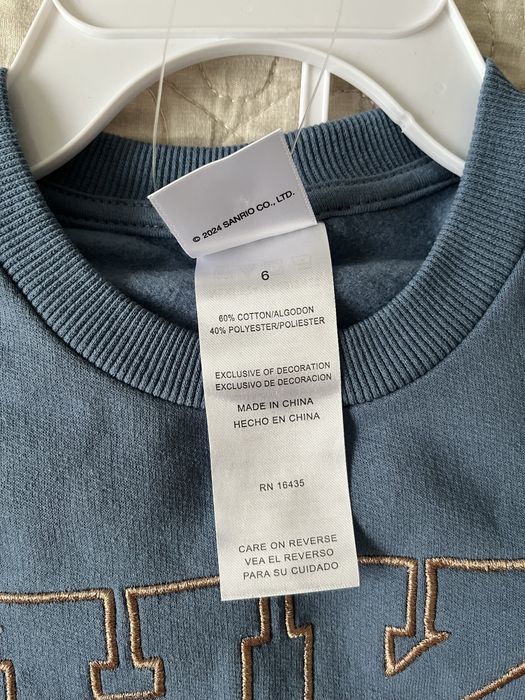 © 2024 SANRIO CO., LTD.
6
60% COTTON/ALGODON
40% POLYESTER/POLIESTER
EXCLUSIVE OF DECORATION
EXCLUSIVO DE DECORACION
MADE IN CHINA
HECHO EN CHINA
RN 16435
CARE ON REVERSE
VEA EL REVERSO
PARA SU CUIDADO